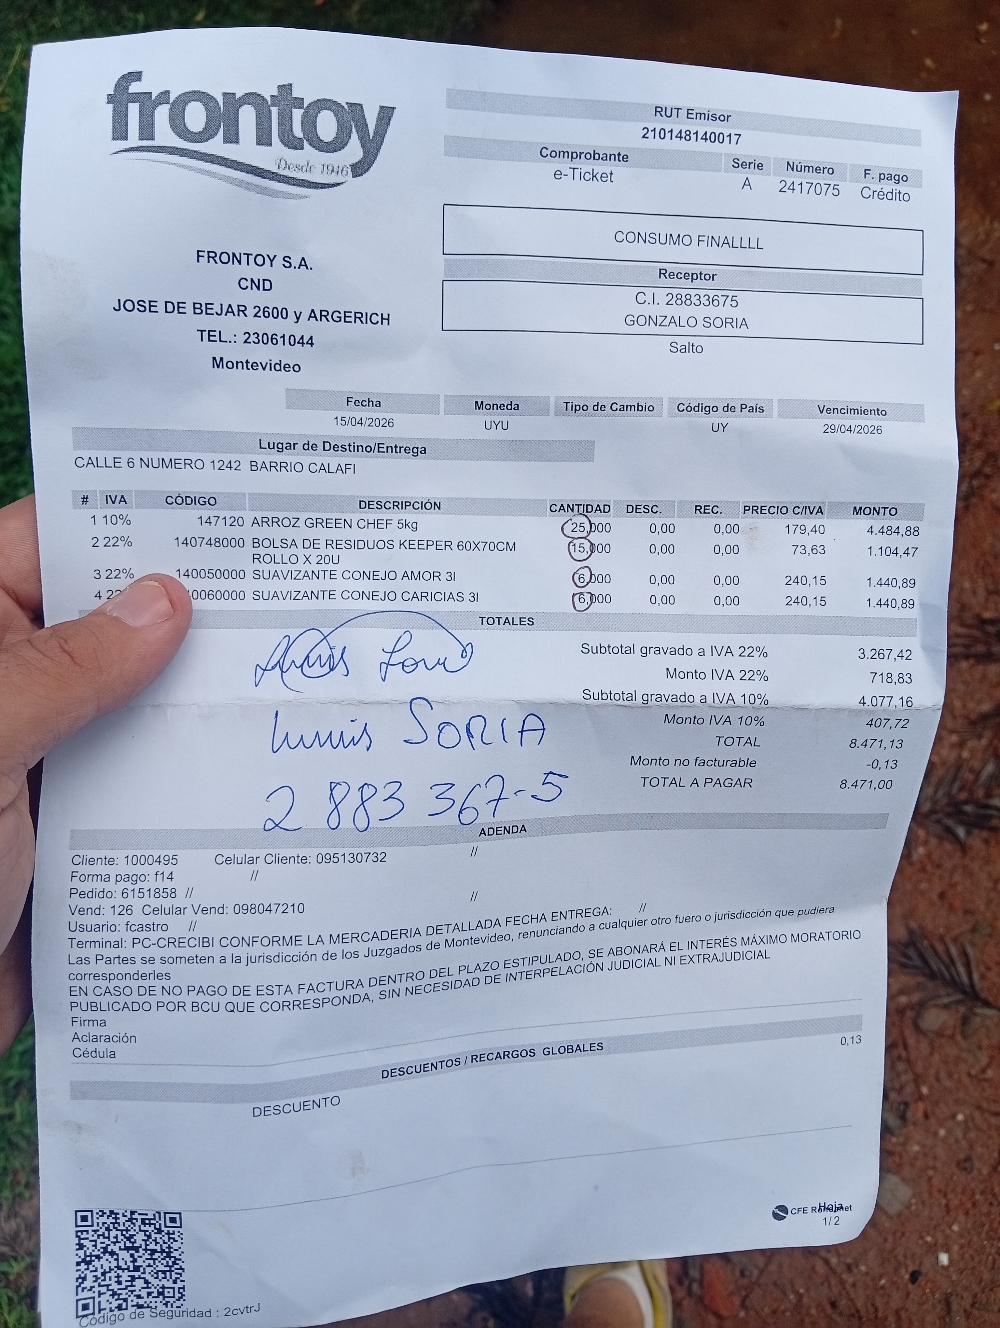 frontoy
Desde 1946
RUT Emisor
210148140017
Comprobante Serie Número F. pago
e-Ticket A 2417075 Crédito
CONSUMO FINALLLL
Receptor
C.I. 28833675
GONZALO SORIA
Salto
FRONTOY S.A.
CND
JOSE DE BEJAR 2600 y ARGERICH
TEL.: 23061044
Montevideo
Fecha Moneda Tipo de Cambio Código de País Vencimiento
15/04/2026 UYU UY 29/04/2026
Lugar de Destino/Entrega
CALLE 6 NUMERO 1242 BARRIO CALAFI
# IVA CÓDIGO DESCRIPCIÓN CANTIDAD DESC. REC. PRECIO C/IVA MONTO
1 10% 147120 ARROZ GREEN CHEF 5kg 25,000 0,00 0,00 179,40 4.484,88
2 22% 140748000 BOLSA DE RESIDUOS KEEPER 60X70CM 15,000 0,00 0,00 73,63 1.104,47
ROLLO X 20U
3 22% 140050000 SUAVIZANTE CONEJO AMOR 3l 6,000 0,00 0,00 240,15 1.440,89
4 22 0060000 SUAVIZANTE CONEJO CARICIAS 3l 6,000 0,00 0,00 240,15 1.440,89
TOTALES
Subtotal gravado a IVA 22% 3.267,42
Monto IVA 22% 718,83
Subtotal gravado a IVA 10% 4.077,16
Monto IVA 10% 407,72
TOTAL 8.471,13
Monto no facturable -0,13
TOTAL A PAGAR 8.471,00
SORIA
2 883 367-5
ADENDA
Cliente: 1000495 Celular Cliente: 095130732 //
Forma pago: f14 //
Pedido: 6151858 // //
Vend: 126 Celular Vend: 098047210
Usuario: fcastro // //
Terminal: PC-CRECIBI CONFORME LA MERCADERIA DETALLADA FECHA ENTREGA:
Las Partes se someten a la jurisdicción de los Juzgados de Montevideo, renunciando a cualquier otro fuero o jurisdicción que pudiera
corresponderles
EN CASO DE NO PAGO DE ESTA FACTURA DENTRO DEL PLAZO ESTIPULADO, SE ABONARÁ EL INTERÉS MÁXIMO MORATORIO
PUBLICADO POR BCU QUE CORRESPONDA, SIN NECESIDAD DE INTERPELACIÓN JUDICIAL NI EXTRAJUDICIAL
Firma
Aclaración
Cédula
DESCUENTOS / RECARGOS GLOBALES
DESCUENTO 0,13
CFE
Hoja
1/2
Código de Seguridad : 2cvtrJ